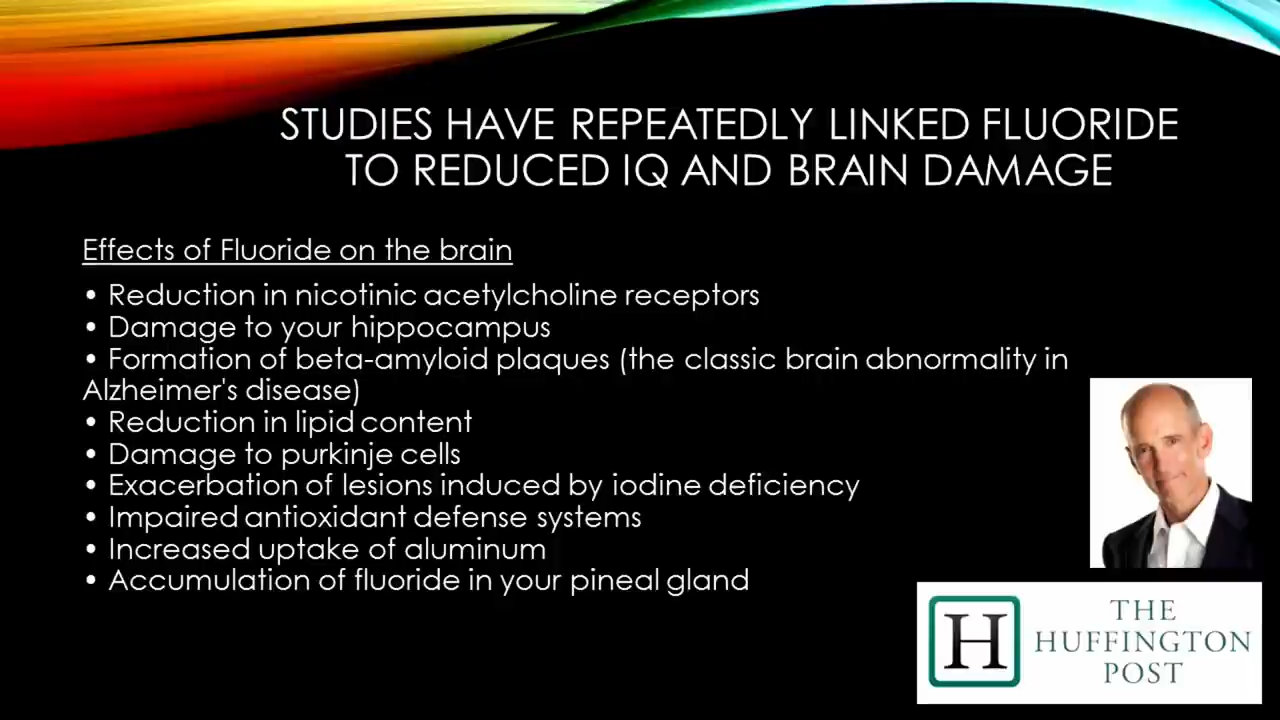 STUDIES HAVE REPEATEDLY LINKED FLUORIDE
TO REDUCED IQ AND BRAIN DAMAGE
Effects of Fluoride on the brain
• Reduction in nicotinic acetylcholine receptors
• Damage to your hippocampus
• Formation of beta-amyloid plaques (the classic brain abnormality in
Alzheimer's disease)
• Reduction in lipid content
• Damage to purkinje cells
• Exacerbation of lesions induced by iodine deficiency
• Impaired antioxidant defense systems
• Increased uptake of aluminum
• Accumulation of fluoride in your pineal gland
H
THE
HUFFINGTON
POST